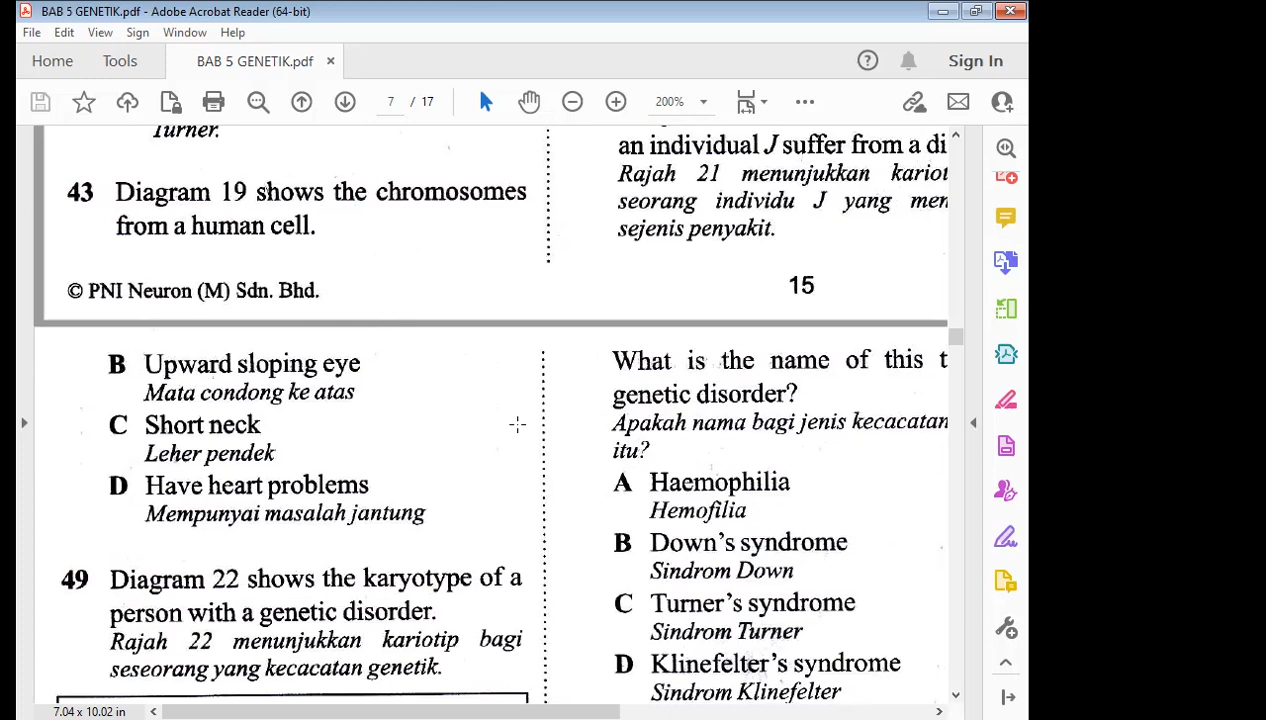 BAB 5 GENETIK.pdf - Adobe Acrobat Reader (64-bit)
File Edit View Sign Window Help
Home Tools BAB 5 GENETIK.pdf × Sign In
7 / 17 200%
Turner.
43 Diagram 19 shows the chromosomes
from a human cell.
© PNI Neuron (M) Sdn. Bhd.
an individual J suffer from a di
Rajah 21 menunjukkan kariot
seorang individu J yang men
sejenis penyakit.
15
B Upward sloping eye
Mata condong ke atas
C Short neck
Leher pendek
D Have heart problems
Mempunyai masalah jantung
49 Diagram 22 shows the karyotype of a
person with a genetic disorder.
Rajah 22 menunjukkan kariotip bagi
seseorang yang kecacatan genetik.
What is the name of this t
genetic disorder?
Apakah nama bagi jenis kecacatan
itu?
A Haemophilia
Hemofilia
B Down's syndrome
Sindrom Down
C Turner's syndrome
Sindrom Turner
D Klinefelter's syndrome
Sindrom Klinefelter
7.04 x 10.02 in